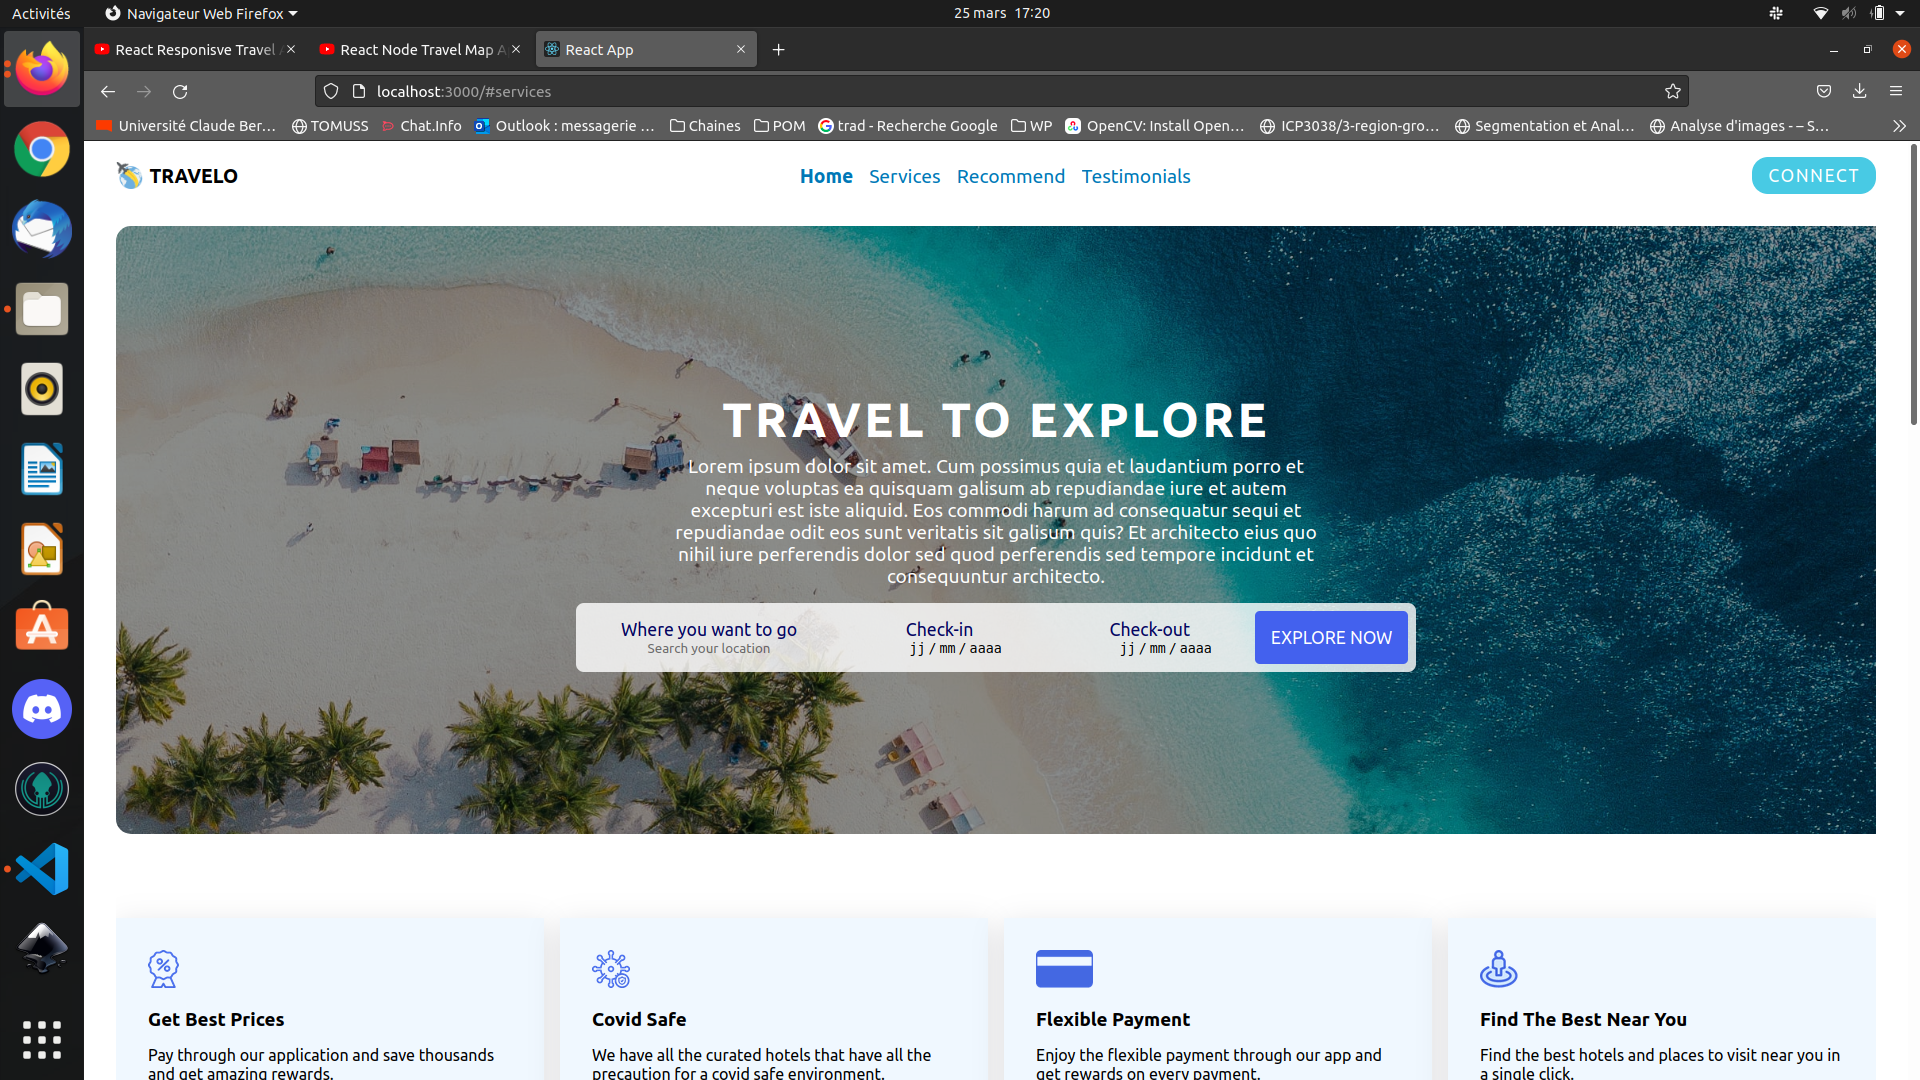 Activités
Navigateur Web Firefox
25 mars 17:20
React Responisve Travel
React Node Travel Map A
React App
localhost:3000/#services
Université Claude Ber…
TOMUSS
Chat.Info
Outlook : messagerie …
Chaines
POM
trad - Recherche Google
WP
OpenCV: Install Open…
ICP3038/3-region-gro…
Segmentation et Anal…
Analyse d'images - – S…
TRAVELO
Home
Services
Recommend
Testimonials
CONNECT
TRAVEL TO EXPLORE
Lorem ipsum dolor sit amet. Cum possimus quia et laudantium porro et
neque voluptas ea quisquam galisum ab repudiandae iure et autem
excepturi est iste aliquid. Eos commodi harum ad consequatur sequi et
repudiandae odit eos sunt veritatis sit galisum quis? Et architecto eius quo
nihil iure perferendis dolor sed quod perferendis sed tempore incidunt et
consequuntur architecto.
Where you want to go
Search your location
Check-in
jj / mm / aaaa
Check-out
jj / mm / aaaa
EXPLORE NOW
Get Best Prices
Pay through our application and save thousands
and get amazing rewards.
Covid Safe
We have all the curated hotels that have all the
precaution for a covid safe environment.
Flexible Payment
Enjoy the flexible payment through our app and
get rewards on every payment.
Find The Best Near You
Find the best hotels and places to visit near you in
a single click.